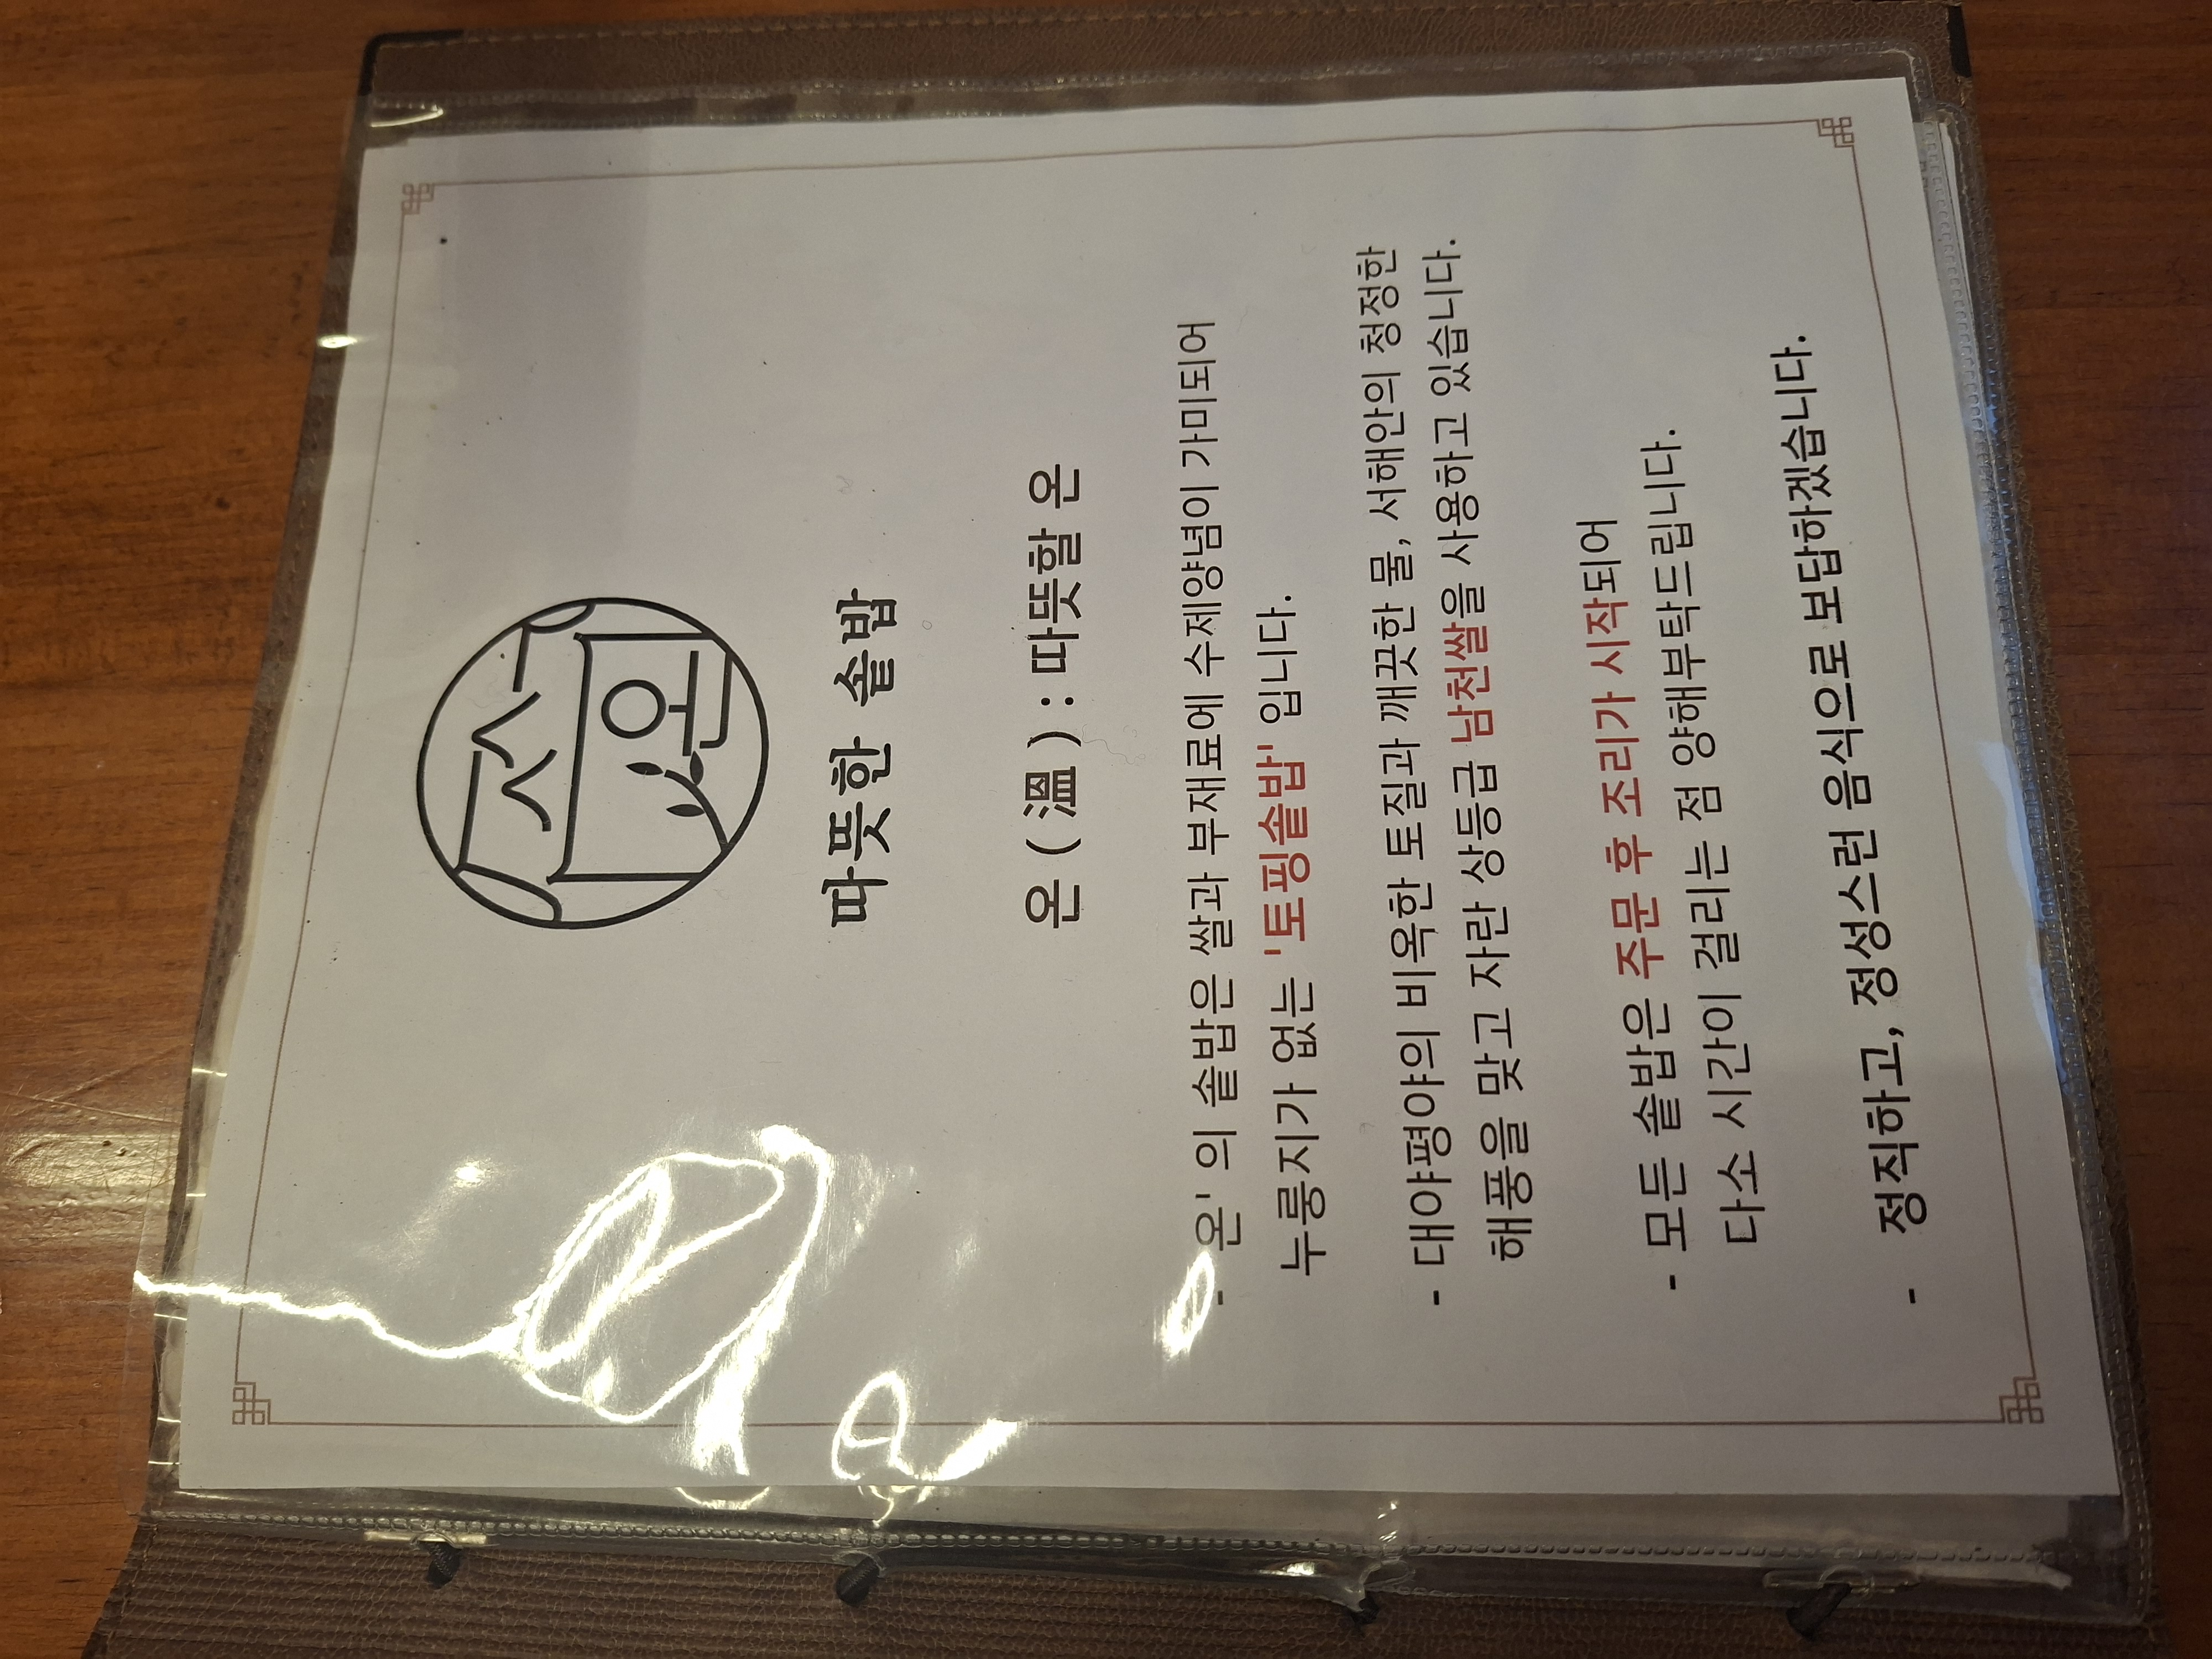 온
따뜻한 솥밥
온 ( 溫 ) : 따뜻할 온
- 온' 의 솥밥은 쌀과 부재료에 수제양념이 가미되어
누룽지가 없는 '토핑솥밥' 입니다.
- 대야평야의 비옥한 토질과 깨끗한 물, 서해안의 청정한
해풍을 맞고 자란 상등급 남천쌀을 사용하고 있습니다.
- 모든 솥밥은 주문 후 조리가 시작되어
다소 시간이 걸리는 점 양해부탁드립니다.
- 정직하고, 정성스런 음식으로 보답하겠습니다.